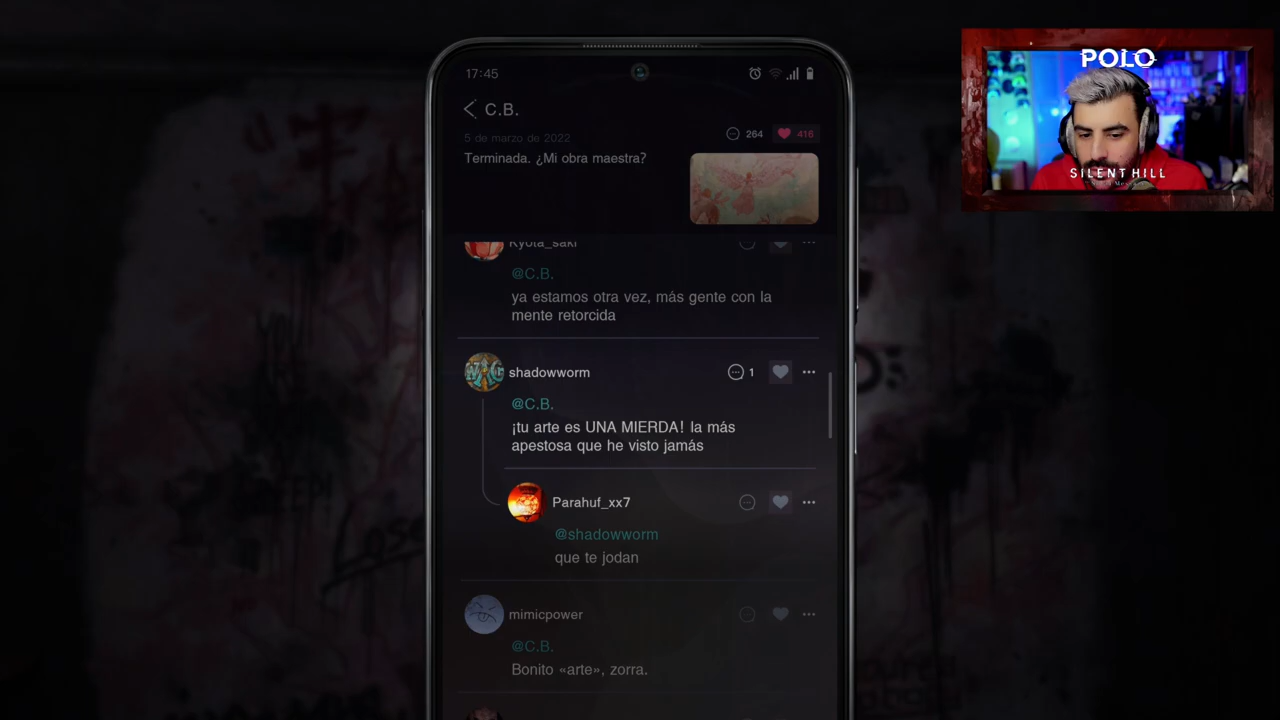 17:45
C.B.
5 de marzo de 2022
264
416
Terminada. ¿Mi obra maestra?
Kyota_saki
@C.B.
ya estamos otra vez, más gente con la
mente retorcida
shadowworm
1
@C.B.
¡tu arte es UNA MIERDA! la más
apestosa que he visto jamás
Parahuf_xx7
@shadowworm
que te jodan
mimicpower
@C.B.
Bonito «arte», zorra.
POLO
SILENT HILL